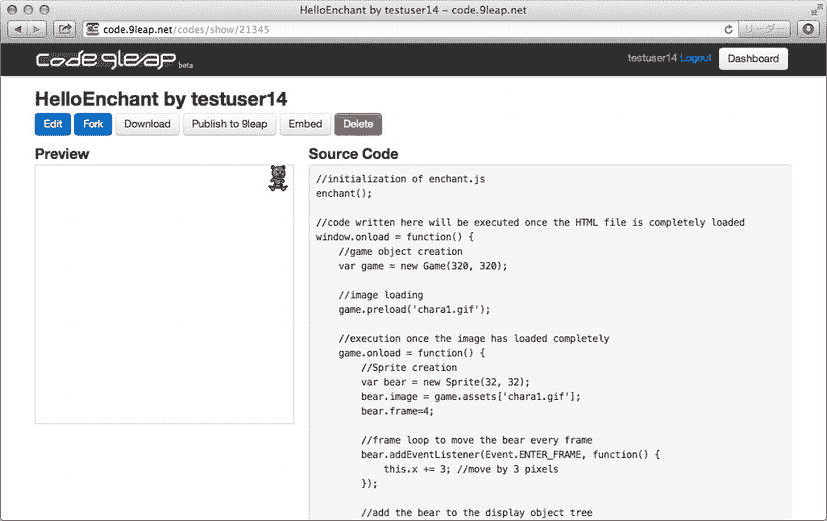 HelloEnchant by testuser14 – code.9leap.net
code.9leap.net/codes/show/21345
リーダー
code 9leap beta
testuser14 Logout
Dashboard
HelloEnchant by testuser14
Edit
Fork
Download
Publish to 9leap
Embed
Delete
Preview
Source Code
//initialization of enchant.js
enchant();
//code written here will be executed once the HTML file is completely loaded
window.onload = function() {
//game object creation
var game = new Game(320, 320);
//image loading
game.preload('chara1.gif');
//execution once the image has loaded completely
game.onload = function() {
//Sprite creation
var bear = new Sprite(32, 32);
bear.image = game.assets['chara1.gif'];
bear.frame=4;
//frame loop to move the bear every frame
bear.addEventListener(Event.ENTER_FRAME, function() {
this.x += 3; //move by 3 pixels
});
//add the bear to the display object tree